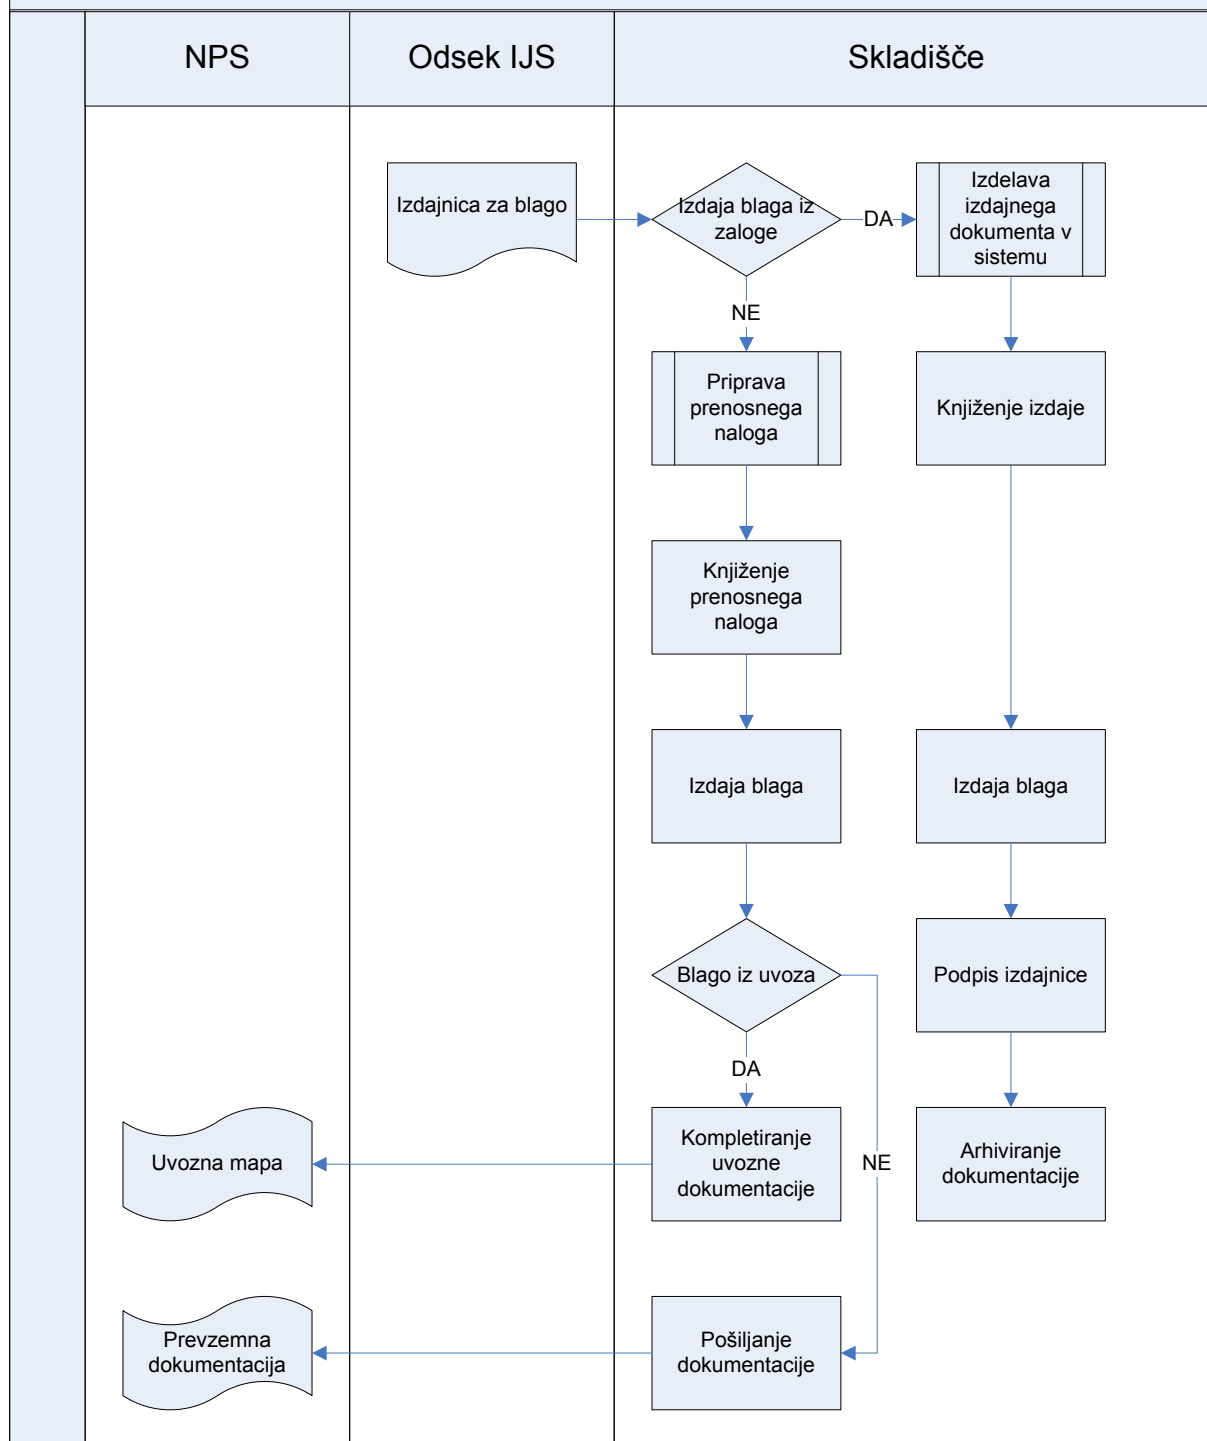 NPS
Odsek IJS
Skladišče
Izdajnica za blago
Izdaja blaga iz
zaloge
DA
Izdelava
izdajnega
dokumenta v
sistemu
NE
Priprava
prenosnega
naloga
Knjiženje izdaje
Knjiženje
prenosnega
naloga
Izdaja blaga
Izdaja blaga
Blago iz uvoza
Podpis izdajnice
DA
Uvozna mapa
Kompletiranje
uvozne
dokumentacije
NE
Arhiviranje
dokumentacije
Prevzemna
dokumentacija
Pošiljanje
dokumentacije